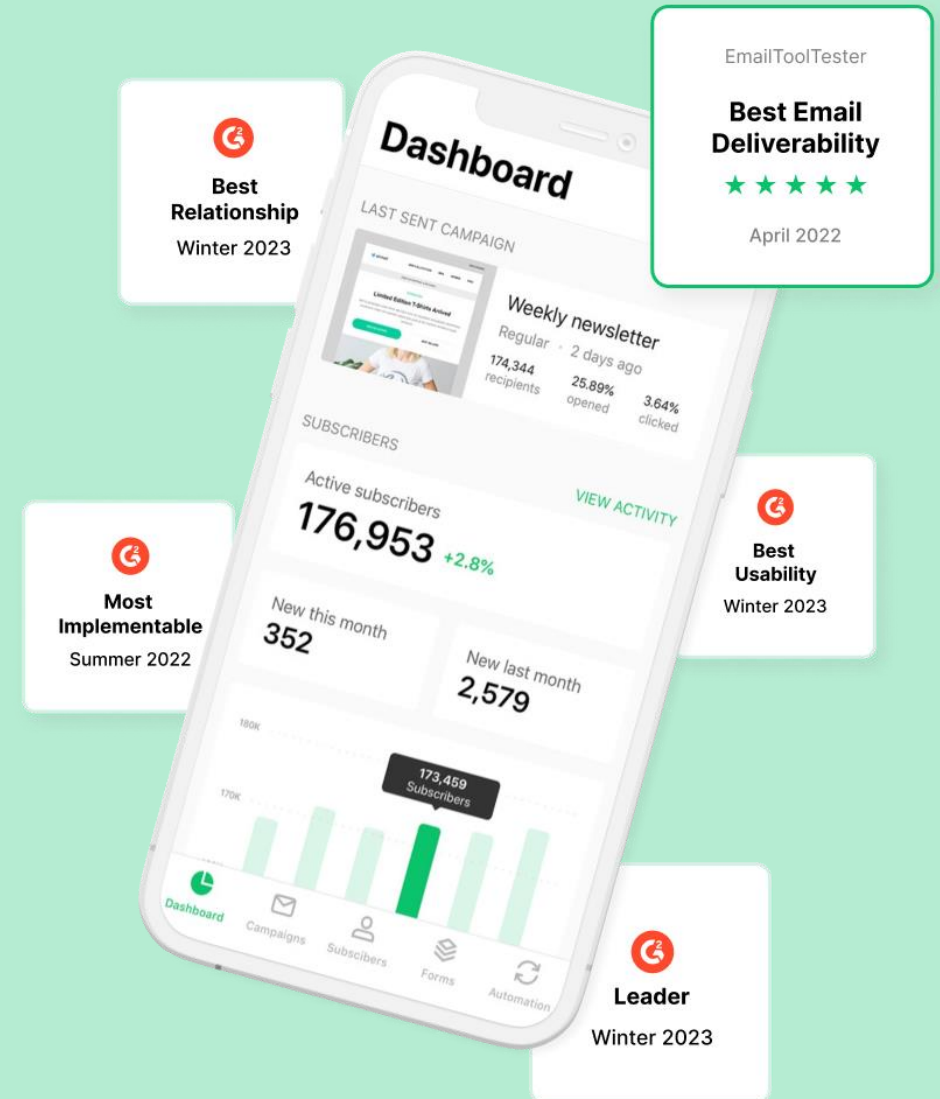 EmailToolTester
Best Email
Deliverability
April 2022
Best
Relationship
Winter 2023
Dashboard
LAST SENT CAMPAIGN
Limited Edition T-Shirts Arrived
Weekly newsletter
Regular · 2 days ago
174,344
recipients
25.89%
opened
3.64%
clicked
SUBSCRIBERS
VIEW ACTIVITY
Active subscribers
176,953 +2.8%
New this month
352
New last month
2,579
180K
173,459
Subscribers
170K
Dashboard
Campaigns
Subscibers
Forms
Automation
Most
Implementable
Summer 2022
Best
Usability
Winter 2023
Leader
Winter 2023